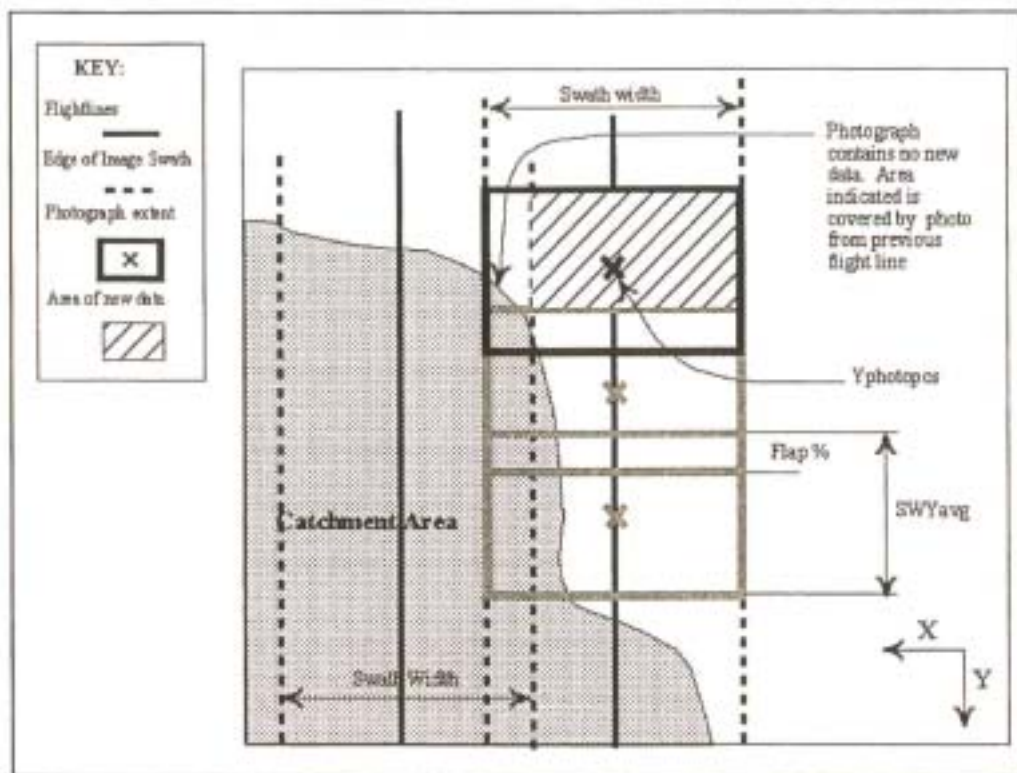 KEY:
Flightlines
Edge of Image Swath
Photograph extent
Area of new data
Swath width
Photograph
contains no new
data. Area
indicated is
covered by photo
from previous
flight line
Yphotopos
Flap %
SWYavg
Catchment Area
Swath Width
X
Y